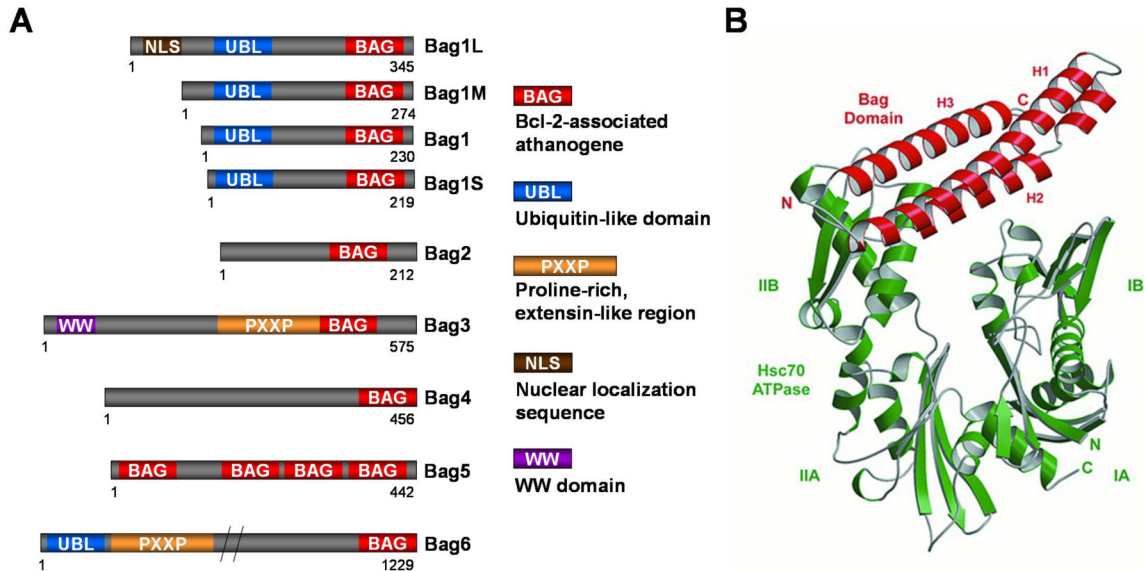 A
NLS UBL BAG Bag1L
1 345
UBL BAG Bag1M
1 274
UBL BAG Bag1
1 230
UBL BAG Bag1S
1 219
BAG Bag2
1 212
WW PXXP BAG Bag3
1 575
BAG Bag4
1 456
BAG BAG BAG BAG Bag5
1 442
UBL PXXP BAG Bag6
1 1229
BAG
Bcl-2-associated
athanogene
UBL
Ubiquitin-like domain
PXXP
Proline-rich,
extensin-like region
NLS
Nuclear localization
sequence
WW
WW domain
B
H1
C
H3
Bag
Domain
N
H2
IIB
IB
Hsc70
ATPase
N
C
IIA
IA